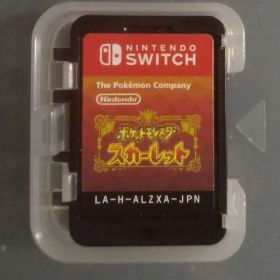 NINTENDO
SWITCH
The Pokémon Company
Nintendo
ポケットモンスター
スカーレット
LA-H-ALZXA-JPN